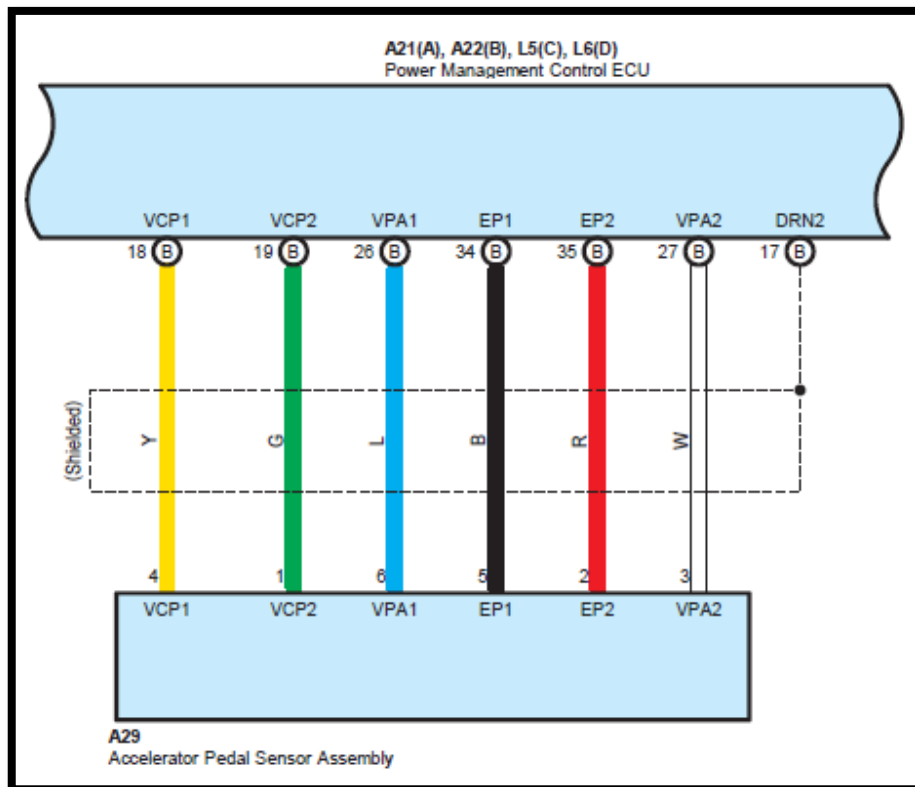 A21(A), A22(B), L5(C), L6(D)
Power Management Control ECU
VCP1 VCP2 VPA1 EP1 EP2 VPA2 DRN2
18 B 19 B 26 B 34 B 35 B 27 B 17 B
(Shielded)
Y G L B R W
4 1 6 5 2 3
VCP1 VCP2 VPA1 EP1 EP2 VPA2
A29
Accelerator Pedal Sensor Assembly